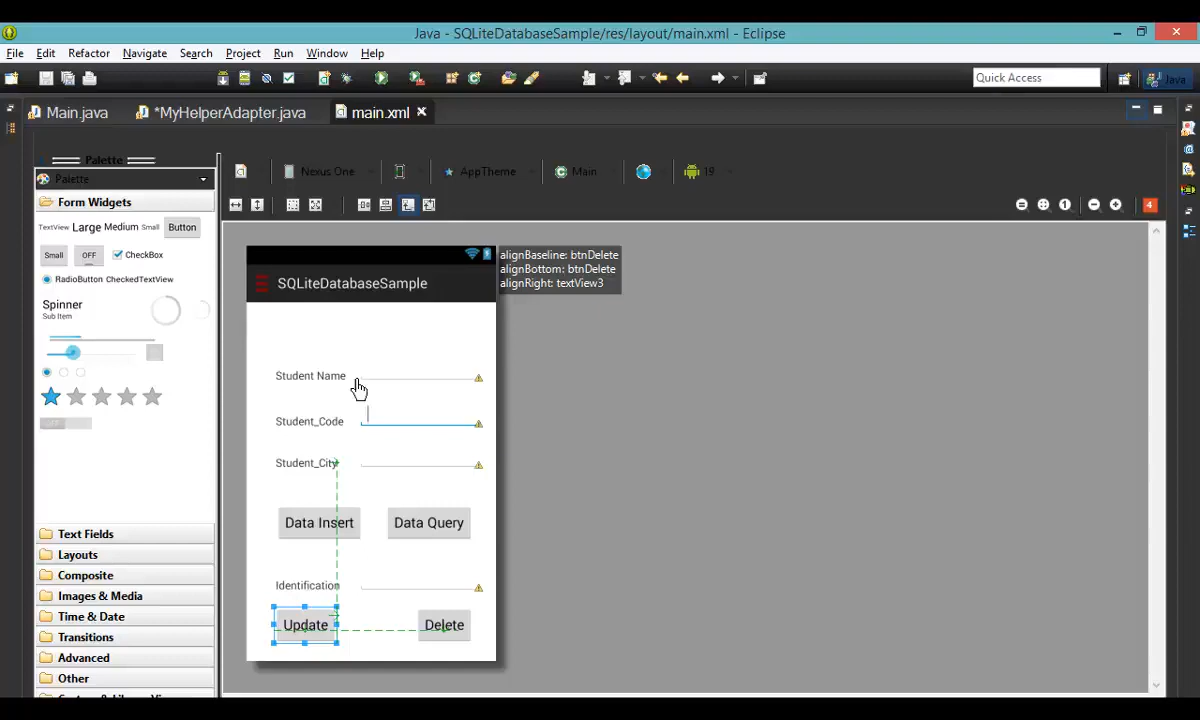 Java - SQLiteDatabaseSample/res/layout/main.xml - Eclipse
File Edit Refactor Navigate Search Project Run Window Help
Quick Access
Java
Main.java
*MyHelperAdapter.java
main.xml
Palette
Palette
Nexus One
AppTheme
Main
19
Form Widgets
TextView Large Medium Small Button
Small OFF CheckBox
RadioButton CheckedTextView
Spinner
Sub Item
OFF
Text Fields
Layouts
Composite
Images & Media
Time & Date
Transitions
Advanced
Other
4
SQLiteDatabaseSample
alignBaseline: btnDelete
alignBottom: btnDelete
alignRight: textView3
Student Name
Student_Code
Student_City
Data Insert Data Query
Identification
Update Delete